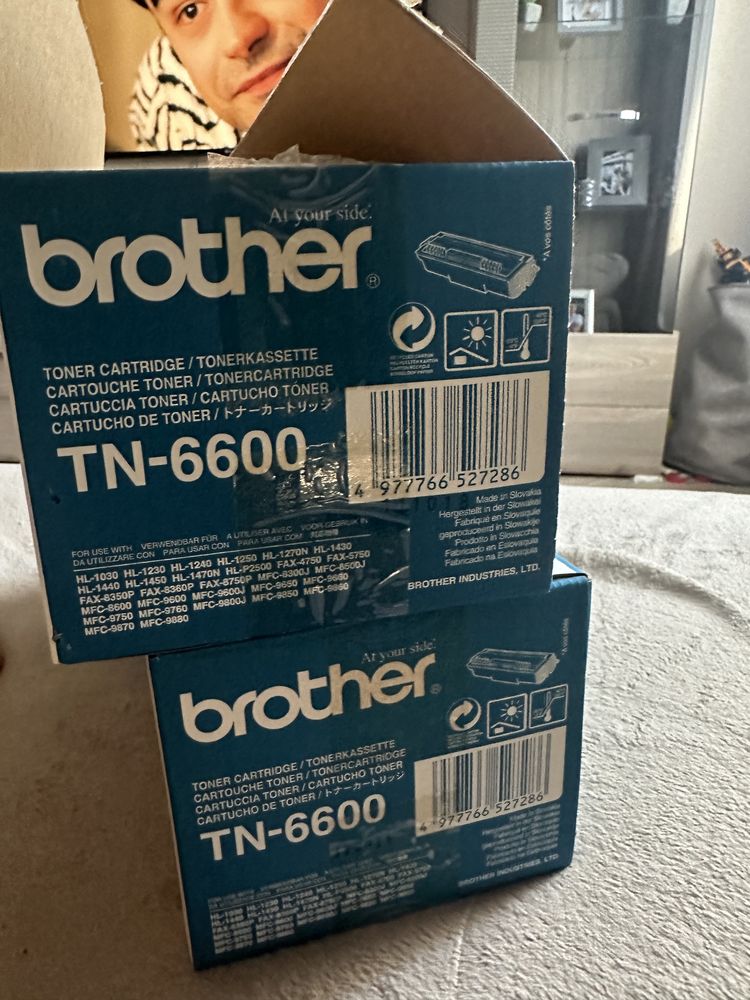 At your side.
brother®
*A vos côtés
TONER CARTRIDGE / TONERKASSETTE
CARTOUCHE TONER / TONERCARTRIDGE
CARTUCCIA TONER / CARTUCHO TÓNER
CARTUCHO DE TONER / トナーカートリッジ
TN-6600
4 977766 527286
Made in Slovakia
Hergestellt in der Slowakei
Fabriqué en Slovaquie
geproduceerd in Slowakije
Prodotto in Slovacchia
Fabricado en Eslovaquia
Fabricado na Eslováquia
BROTHER INDUSTRIES, LTD.
FOR USE WITH VERWENDBAR FÜR A UTILISER AVEC VOOR GEBRUIK IN
DA UTILIZZARE CON PARA USAR CON PARA USAR COM
HL-1030 HL-1230 HL-1240 HL-1250 HL-1270N HL-1430
HL-1440 HL-1450 HL-1470N HL-P2500 FAX-4750 FAX-5750
FAX-8350P FAX-8360P FAX-8750P MFC-8300J MFC-8500J
MFC-8600 MFC-9600 MFC-9600J MFC-9650 MFC-9660
MFC-9750 MFC-9760 MFC-9800J MFC-9850 MFC-9860
MFC-9870 MFC-9880
At your side.
brother®
*A vos côtés
TONER CARTRIDGE / TONERKASSETTE
CARTOUCHE TONER / TONERCARTRIDGE
CARTUCCIA TONER / CARTUCHO TÓNER
CARTUCHO DE TONER / トナーカートリッジ
TN-6600
4 977766 527286
Made in Slovakia
BROTHER INDUSTRIES, LTD.